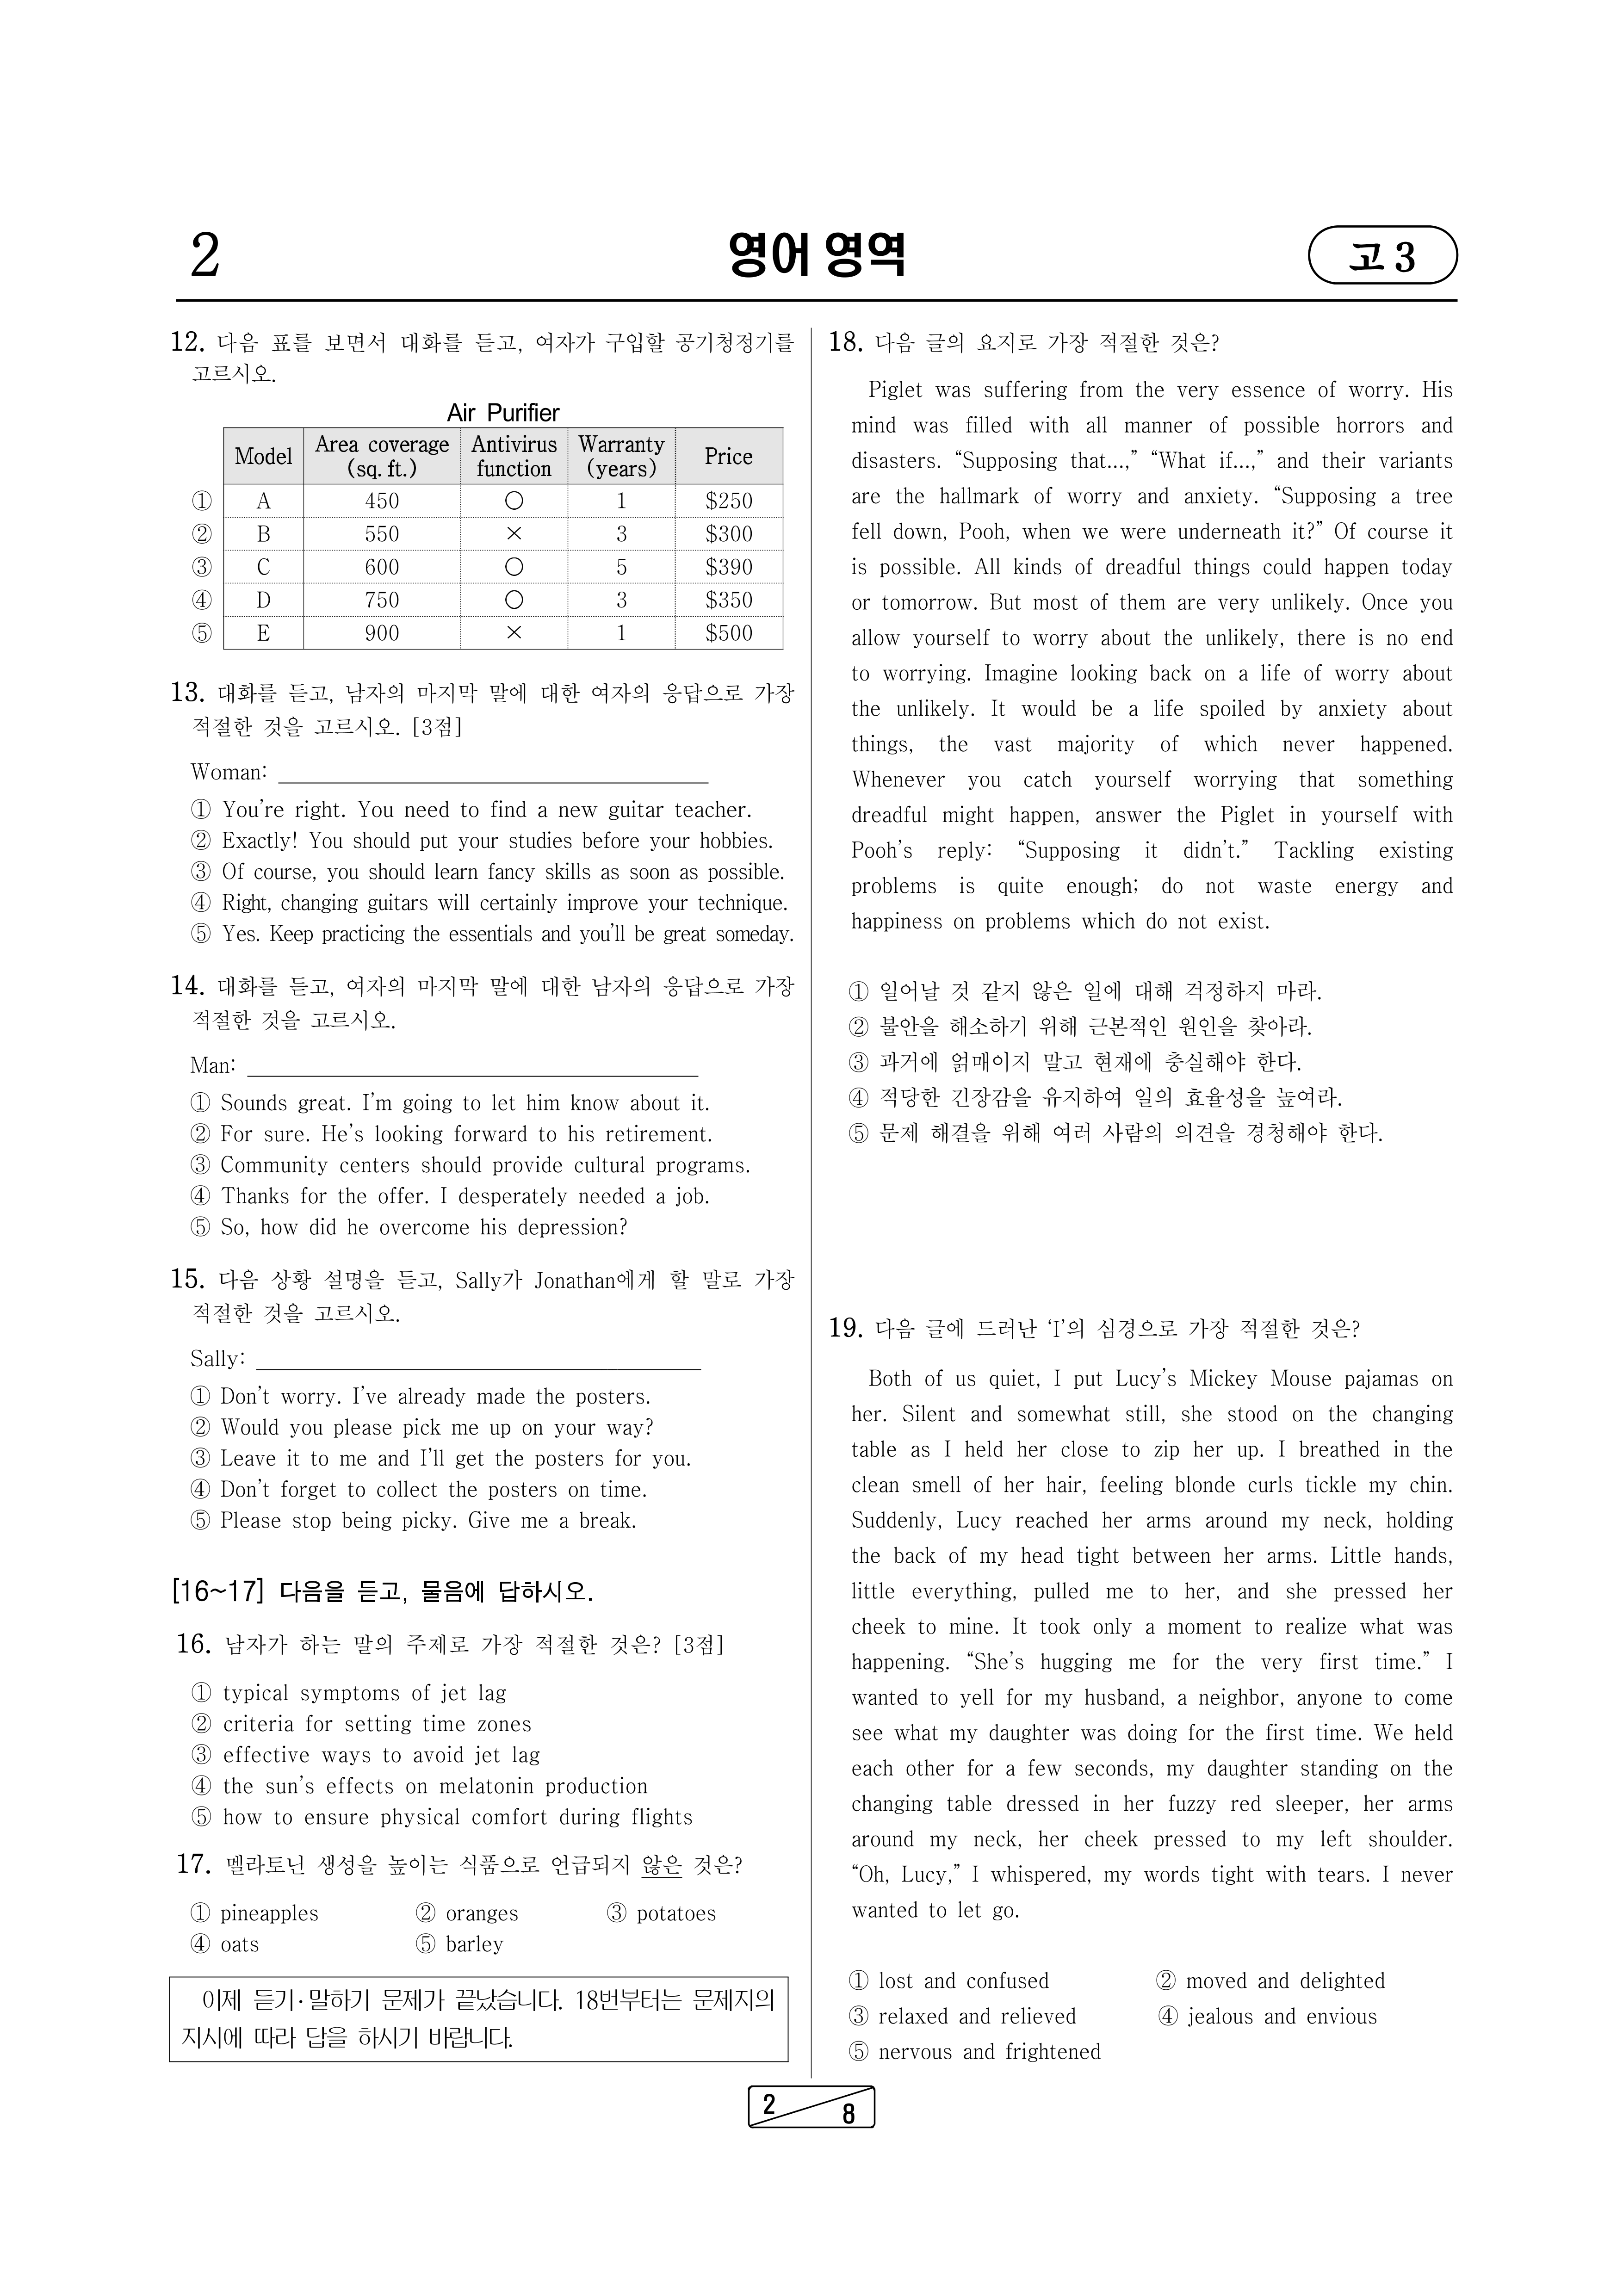 2
영어 영역
고 3
12. 다음 표를 보면서 대화를 듣고, 여자가 구입할 공기청정기를
고르시오.
Air Purifier
Model Area coverage (sq. ft.) Antivirus function Warranty (years) Price
① A 450 ○ 1 $250
② B 550 × 3 $300
③ C 600 ○ 5 $390
④ D 750 ○ 3 $350
⑤ E 900 × 1 $500
13. 대화를 듣고, 남자의 마지막 말에 대한 여자의 응답으로 가장
적절한 것을 고르시오. [3점]
Woman:
① You're right. You need to find a new guitar teacher.
② Exactly! You should put your studies before your hobbies.
③ Of course, you should learn fancy skills as soon as possible.
④ Right, changing guitars will certainly improve your technique.
⑤ Yes. Keep practicing the essentials and you'll be great someday.
14. 대화를 듣고, 여자의 마지막 말에 대한 남자의 응답으로 가장
적절한 것을 고르시오.
Man:
① Sounds great. I'm going to let him know about it.
② For sure. He's looking forward to his retirement.
③ Community centers should provide cultural programs.
④ Thanks for the offer. I desperately needed a job.
⑤ So, how did he overcome his depression?
15. 다음 상황 설명을 듣고, Sally가 Jonathan에게 할 말로 가장
적절한 것을 고르시오.
Sally:
① Don't worry. I've already made the posters.
② Would you please pick me up on your way?
③ Leave it to me and I'll get the posters for you.
④ Don't forget to collect the posters on time.
⑤ Please stop being picky. Give me a break.
[16~17] 다음을 듣고, 물음에 답하시오.
16. 남자가 하는 말의 주제로 가장 적절한 것은? [3점]
① typical symptoms of jet lag
② criteria for setting time zones
③ effective ways to avoid jet lag
④ the sun's effects on melatonin production
⑤ how to ensure physical comfort during flights
17. 멜라토닌 생성을 높이는 식품으로 언급되지 않은 것은?
① pineapples ② oranges ③ potatoes
④ oats ⑤ barley
이제 듣기·말하기 문제가 끝났습니다. 18번부터는 문제지의
지시에 따라 답을 하시기 바랍니다.
18. 다음 글의 요지로 가장 적절한 것은?
Piglet was suffering from the very essence of worry. His
mind was filled with all manner of possible horrors and
disasters. “Supposing that...,” “What if...,” and their variants
are the hallmark of worry and anxiety. “Supposing a tree
fell down, Pooh, when we were underneath it?” Of course it
is possible. All kinds of dreadful things could happen today
or tomorrow. But most of them are very unlikely. Once you
allow yourself to worry about the unlikely, there is no end
to worrying. Imagine looking back on a life of worry about
the unlikely. It would be a life spoiled by anxiety about
things, the vast majority of which never happened.
Whenever you catch yourself worrying that something
dreadful might happen, answer the Piglet in yourself with
Pooh's reply: “Supposing it didn't.” Tackling existing
problems is quite enough; do not waste energy and
happiness on problems which do not exist.
① 일어날 것 같지 않은 일에 대해 걱정하지 마라.
② 불안을 해소하기 위해 근본적인 원인을 찾아라.
③ 과거에 얽매이지 말고 현재에 충실해야 한다.
④ 적당한 긴장감을 유지하여 일의 효율성을 높여라.
⑤ 문제 해결을 위해 여러 사람의 의견을 경청해야 한다.
19. 다음 글에 드러난 ‘I’의 심경으로 가장 적절한 것은?
Both of us quiet, I put Lucy's Mickey Mouse pajamas on
her. Silent and somewhat still, she stood on the changing
table as I held her close to zip her up. I breathed in the
clean smell of her hair, feeling blonde curls tickle my chin.
Suddenly, Lucy reached her arms around my neck, holding
the back of my head tight between her arms. Little hands,
little everything, pulled me to her, and she pressed her
cheek to mine. It took only a moment to realize what was
happening. “She's hugging me for the very first time.” I
wanted to yell for my husband, a neighbor, anyone to come
see what my daughter was doing for the first time. We held
each other for a few seconds, my daughter standing on the
changing table dressed in her fuzzy red sleeper, her arms
around my neck, her cheek pressed to my left shoulder.
“Oh, Lucy,” I whispered, my words tight with tears. I never
wanted to let go.
① lost and confused ② moved and delighted
③ relaxed and relieved ④ jealous and envious
⑤ nervous and frightened
2
8